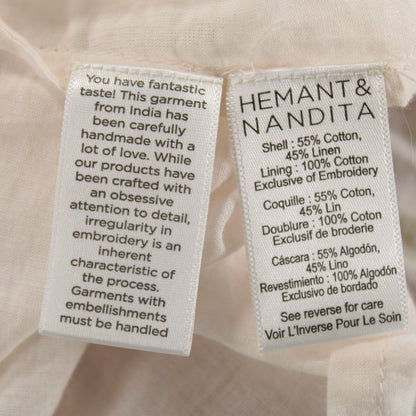 You have fantastic
taste! This garment
from India has
been carefully
handmade with a
lot of love. While
our products have
been crafted with
an obsessive
attention to detail,
irregularity in
embroidery is an
inherent
characteristic of
the process.
Garments with
embellishments
must be handled
HEMANT &
NANDITA
Shell : 55% Cotton,
45% Linen
Lining : 100% Cotton
Exclusive of Embroidery
Coquille : 55% Coton,
45% Lin
Doublure : 100% Coton
Exclusif de broderie
Cáscara : 55% Algodón,
45% Lino
Revestimiento : 100% Algodón
Exclusivo de bordado
See reverse for care
Voir L'Inverse Pour Le Soin